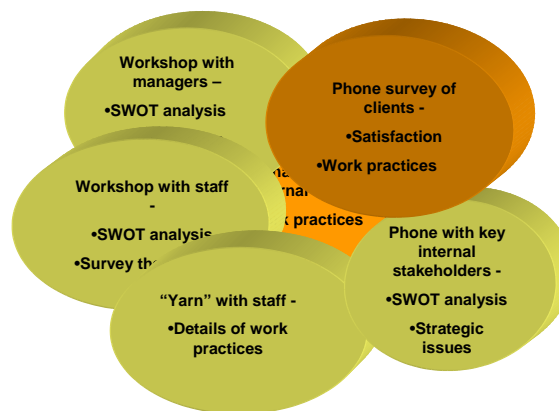 Workshop with
managers –
•SWOT analysis
Phone survey of
clients -
•Satisfaction
•Work practices
practices
Workshop with staff
-
•SWOT analysis
•Survey
Phone with key
internal
stakeholders -
•SWOT analysis
•Strategic
issues
“Yarn” with staff -
•Details of work
practices